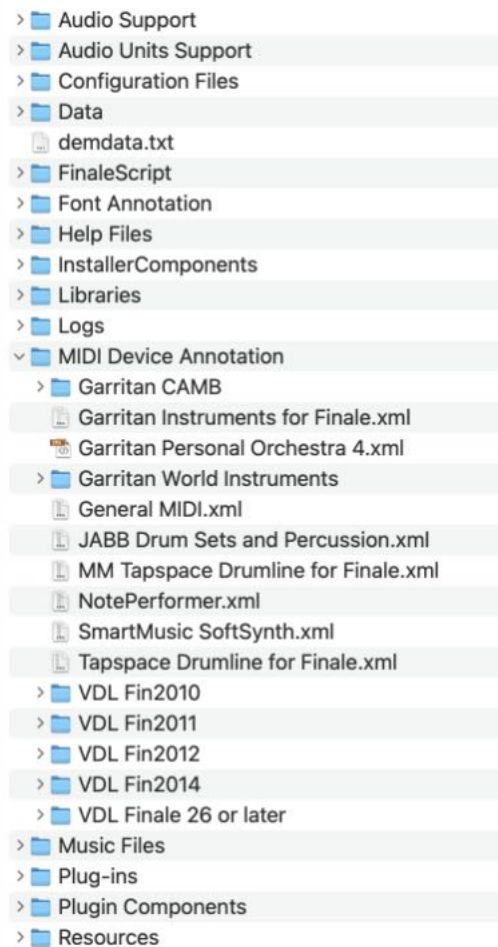 Audio Support
Audio Units Support
Configuration Files
Data
demdata.txt
FinaleScript
Font Annotation
Help Files
InstallerComponents
Libraries
Logs
MIDI Device Annotation
Garritan CAMB
Garritan Instruments for Finale.xml
Garritan Personal Orchestra 4.xml
Garritan World Instruments
General MIDI.xml
JABB Drum Sets and Percussion.xml
MM Tapspace Drumline for Finale.xml
NotePerformer.xml
SmartMusic SoftSynth.xml
Tapspace Drumline for Finale.xml
VDL Fin2010
VDL Fin2011
VDL Fin2012
VDL Fin2014
VDL Finale 26 or later
Music Files
Plug-ins
Plugin Components
Resources